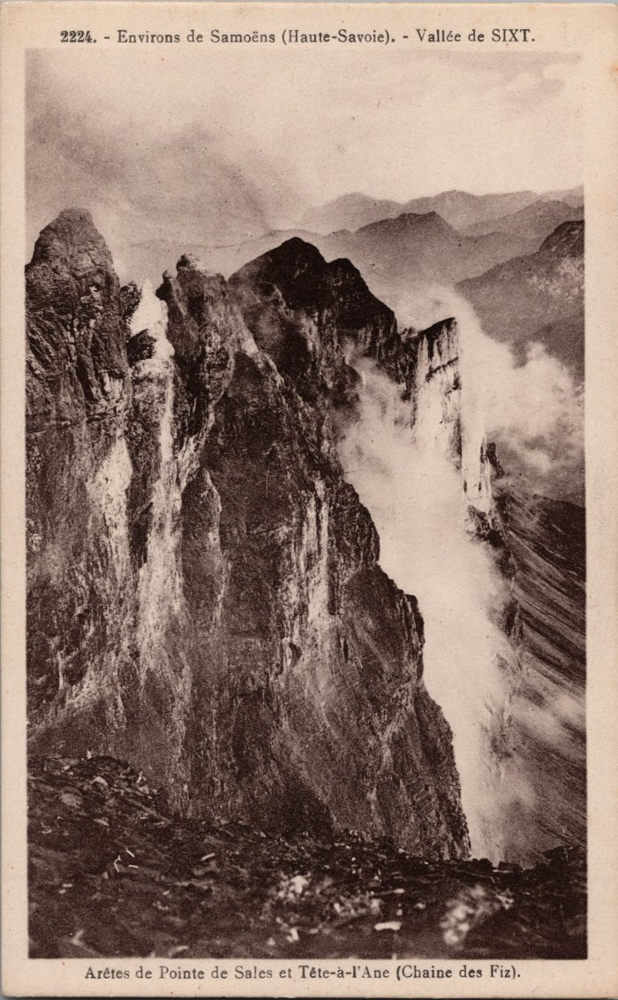 2224. - Environs de Samoëns (Haute-Savoie). - Vallée de SIXT.
Arêtes de Pointe de Sales et Tête-à-l'Ane (Chaine des Fiz).